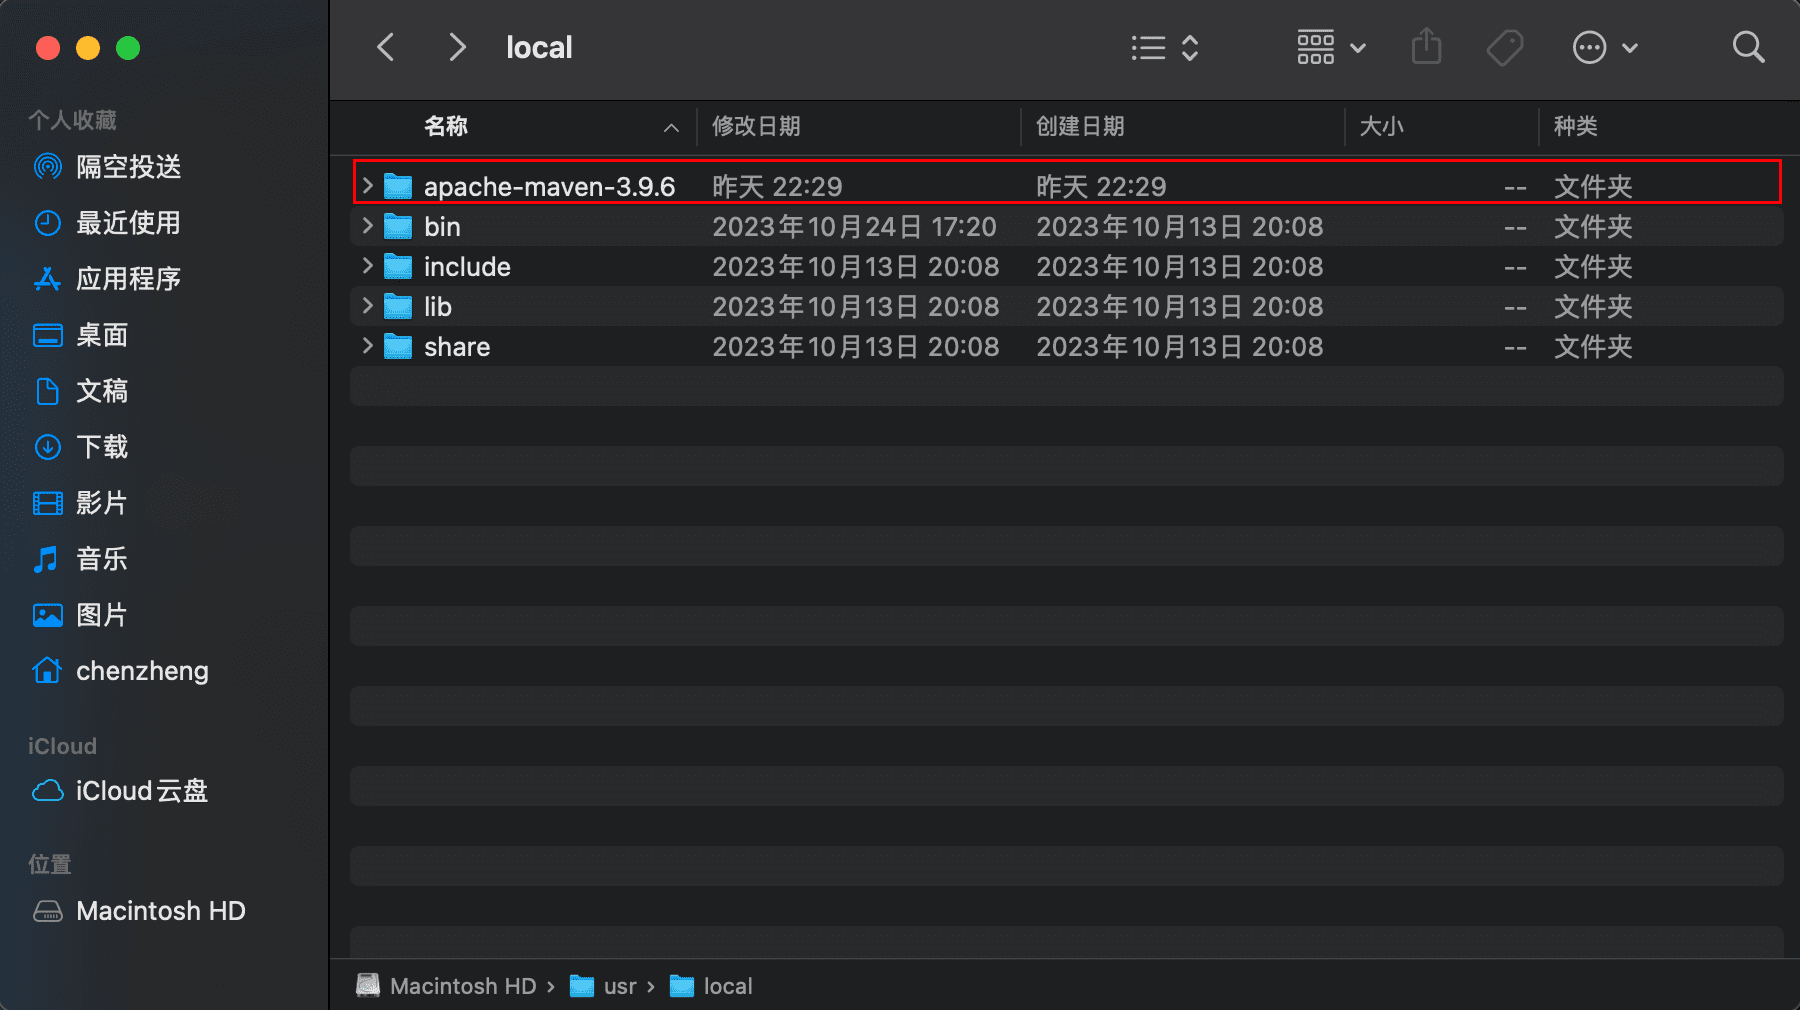 local
个人收藏
隔空投送
最近使用
应用程序
桌面
文稿
下载
影片
音乐
图片
chenzheng
iCloud
iCloud云盘
位置
Macintosh HD
名称 修改日期 创建日期 大小 种类
apache-maven-3.9.6 昨天 22:29 昨天 22:29 -- 文件夹
bin 2023年10月24日 17:20 2023年10月13日 20:08 -- 文件夹
include 2023年10月13日 20:08 2023年10月13日 20:08 -- 文件夹
lib 2023年10月13日 20:08 2023年10月13日 20:08 -- 文件夹
share 2023年10月13日 20:08 2023年10月13日 20:08 -- 文件夹
Macintosh HD › usr › local